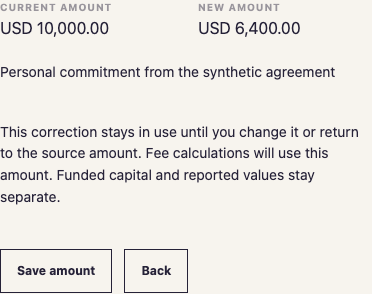 CURRENT AMOUNT NEW AMOUNT
USD 10,000.00 USD 6,400.00
Personal commitment from the synthetic agreement
This correction stays in use until you change it or return
to the source amount. Fee calculations will use this
amount. Funded capital and reported values stay
separate.
Save amount Back